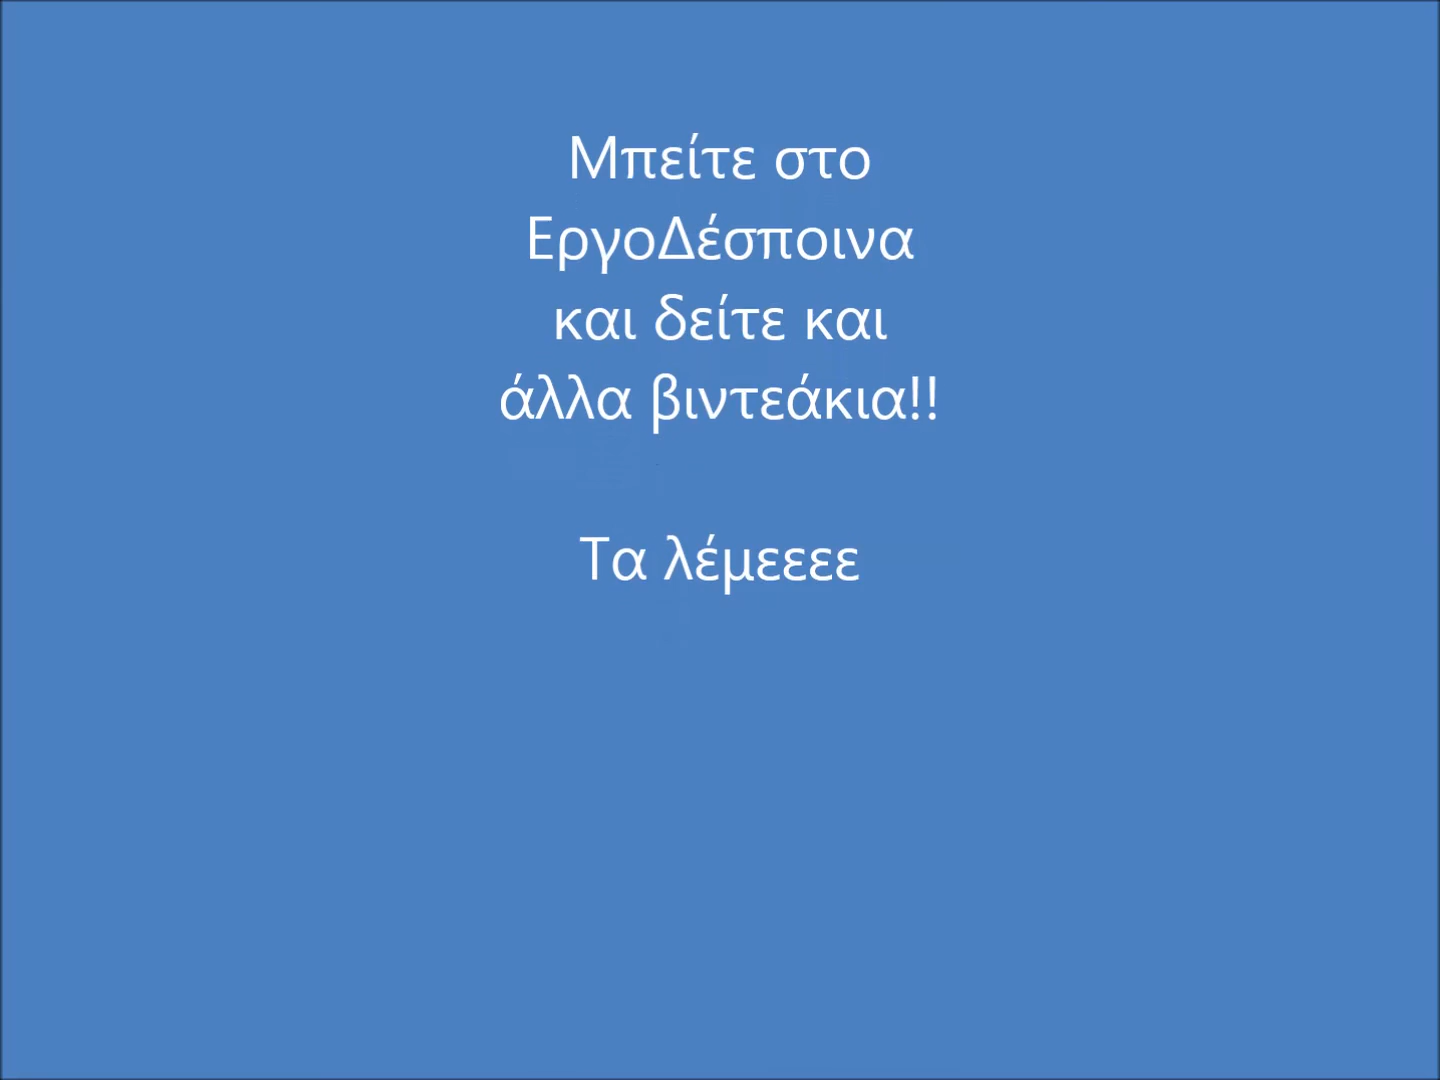 Μπείτε στο
ΕργοΔέσποινα
και δείτε και
άλλα βιντεάκια!!
Τα λέμεεεε